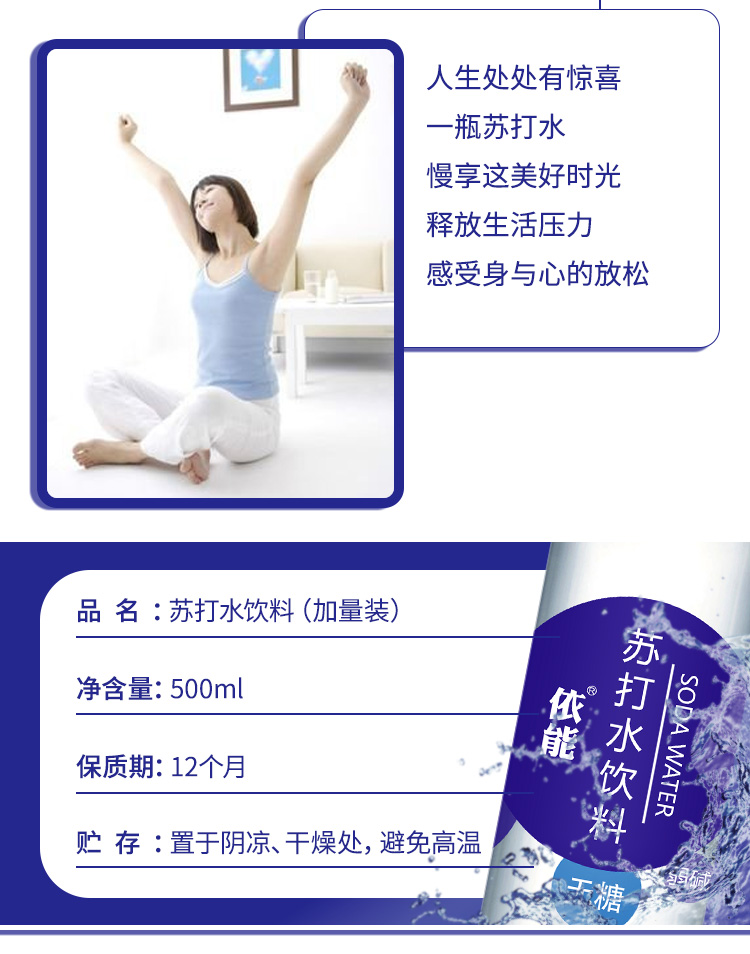 人生处处有惊喜
一瓶苏打水
慢享这美好时光
释放生活压力
感受身与心的放松
品 名 ：苏打水饮料（加量装）
净含量：500ml
保质期：12个月
贮 存 ：置于阴凉、干燥处，避免高温
依能®
苏打水饮料
SODA WATER
无糖
弱碱